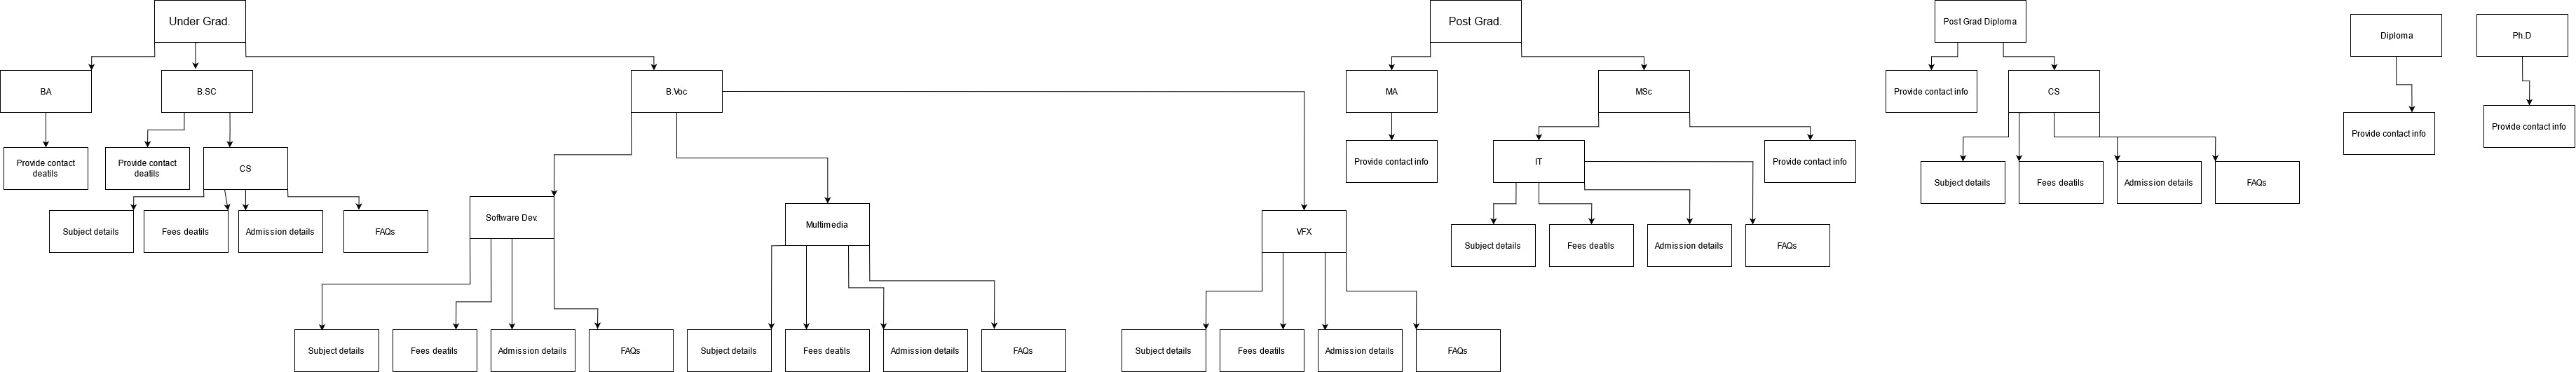 Under Grad.
Post Grad.
Post Grad Diploma
Diploma
Ph.D
BA
B.SC
B.Voc
MA
MSc
Provide contact info
CS
Provide contact info
Provide contact info
Provide contact
deatils
Provide contact
deatils
CS
Provide contact info
IT
Provide contact info
Subject details
Fees deatils
Admission details
FAQs
Subject details
Fees deatils
Admission details
FAQs
Software Dev.
Multimedia
VFX
Subject details
Fees deatils
Admission details
FAQs
Subject details
Fees deatils
Admission details
FAQs
Subject details
Fees deatils
Admission details
FAQs
Subject details
Fees deatils
Admission details
FAQs